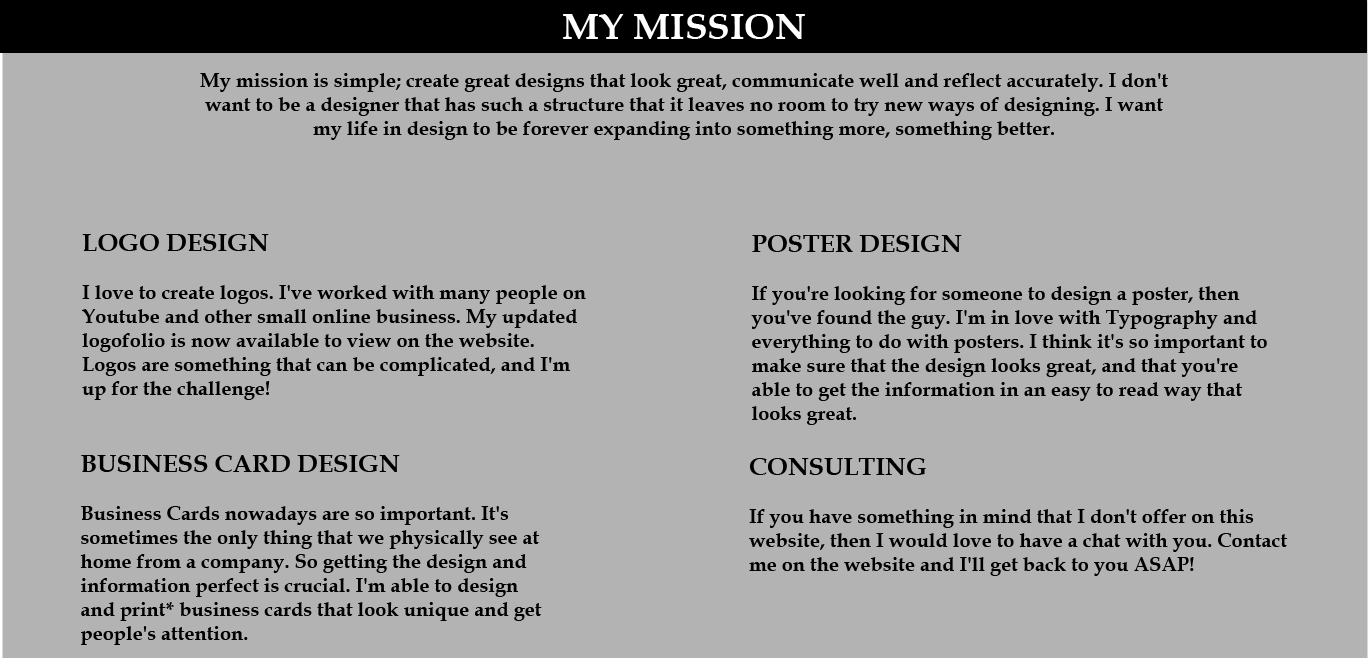 MY MISSION
My mission is simple; create great designs that look great, communicate well and reflect accurately. I don't
want to be a designer that has such a structure that it leaves no room to try new ways of designing. I want
my life in design to be forever expanding into something more, something better.
LOGO DESIGN
I love to create logos. I've worked with many people on
Youtube and other small online business. My updated
logofolio is now available to view on the website.
Logos are something that can be complicated, and I'm
up for the challenge!
POSTER DESIGN
If you're looking for someone to design a poster, then
you've found the guy. I'm in love with Typography and
everything to do with posters. I think it's so important to
make sure that the design looks great, and that you're
able to get the information in an easy to read way that
looks great.
BUSINESS CARD DESIGN
Business Cards nowadays are so important. It's
sometimes the only thing that we physically see at
home from a company. So getting the design and
information perfect is crucial. I'm able to design
and print* business cards that look unique and get
people's attention.
CONSULTING
If you have something in mind that I don't offer on this
website, then I would love to have a chat with you. Contact
me on the website and I'll get back to you ASAP!